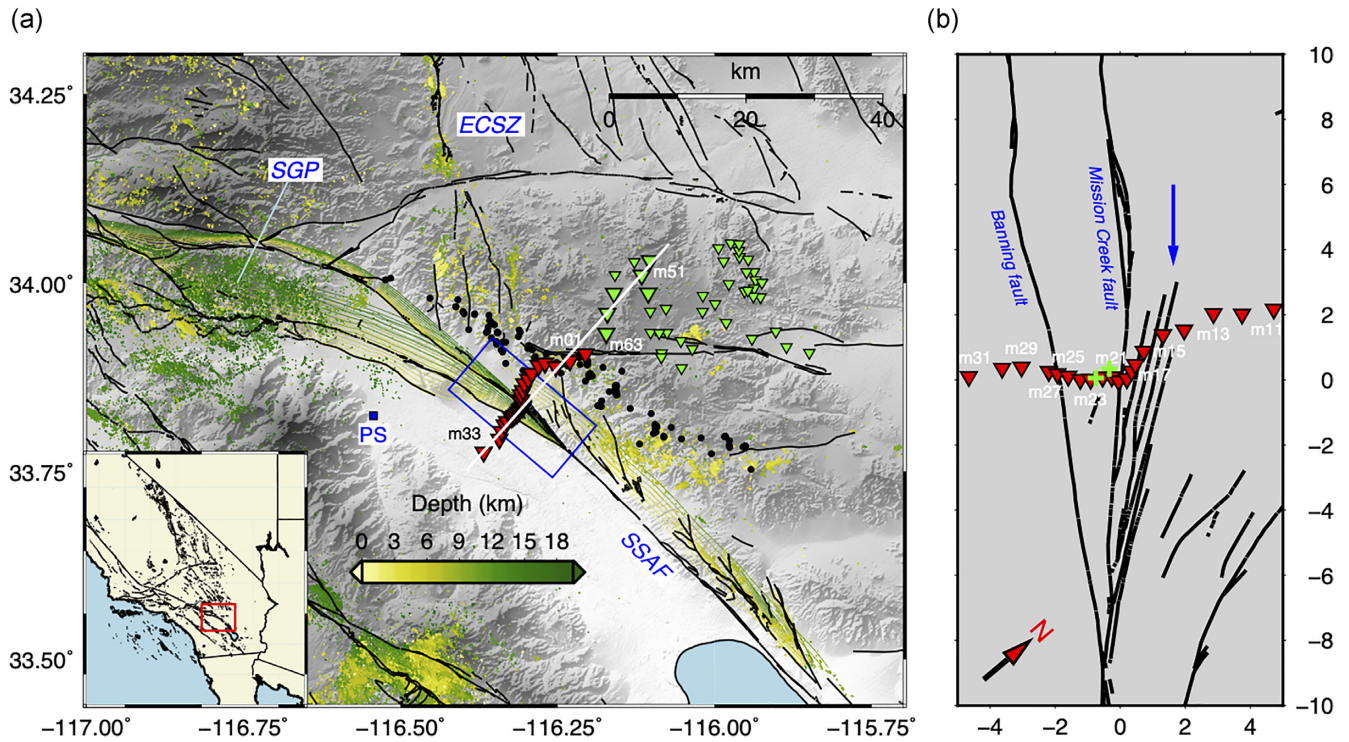 (a)
(b)
km
0
20
40
34.25°
34.00°
33.75°
33.50°
ECSZ
SGP
m51
m01
m63
m33
PS
Depth (km)
0 3 6 9 12 15 18
SSAF
−117.00 −116.75 −116.50 −116.25 −116.00 −115.75
10
8
6
4
2
0
−2
−4
−6
−8
−10
Banning fault
Mission Creek fault
m31
m29
m27
m25
m23
m21
m17
m15
m13
m11
N
−4 −2 0 2 4